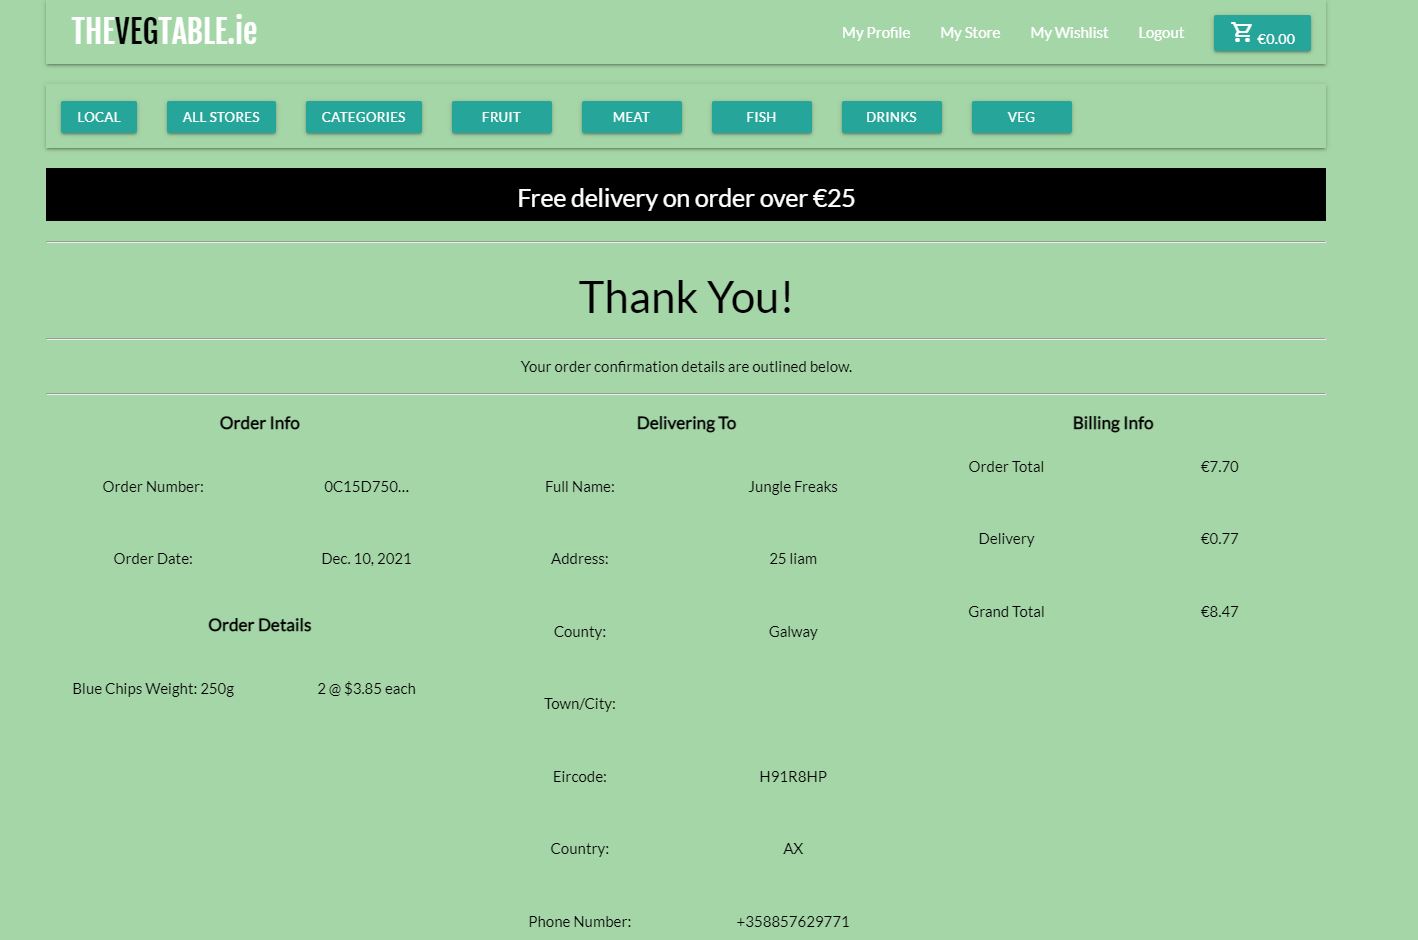 THEVEGTABLE.ie
My Profile My Store My Wishlist Logout €0.00
LOCAL ALL STORES CATEGORIES FRUIT MEAT FISH DRINKS VEG
Free delivery on order over €25
Thank You!
Your order confirmation details are outlined below.
Order Info
Order Number: 0C15D750...
Order Date: Dec. 10, 2021
Order Details
Blue Chips Weight: 250g 2 @ $3.85 each
Delivering To
Full Name: Jungle Freaks
Address: 25 liam
County: Galway
Town/City:
Eircode: H91R8HP
Country: AX
Phone Number: +358857629771
Billing Info
Order Total €7.70
Delivery €0.77
Grand Total €8.47